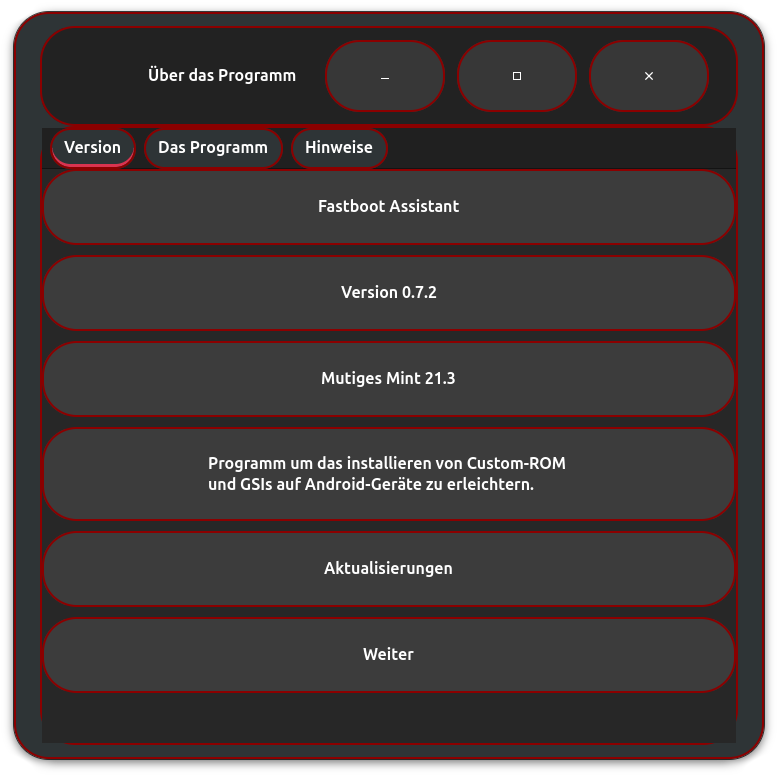 Über das Programm
Version Das Programm Hinweise
Fastboot Assistant
Version 0.7.2
Mutiges Mint 21.3
Programm um das installieren von Custom-ROM
und GSIs auf Android-Geräte zu erleichtern.
Aktualisierungen
Weiter